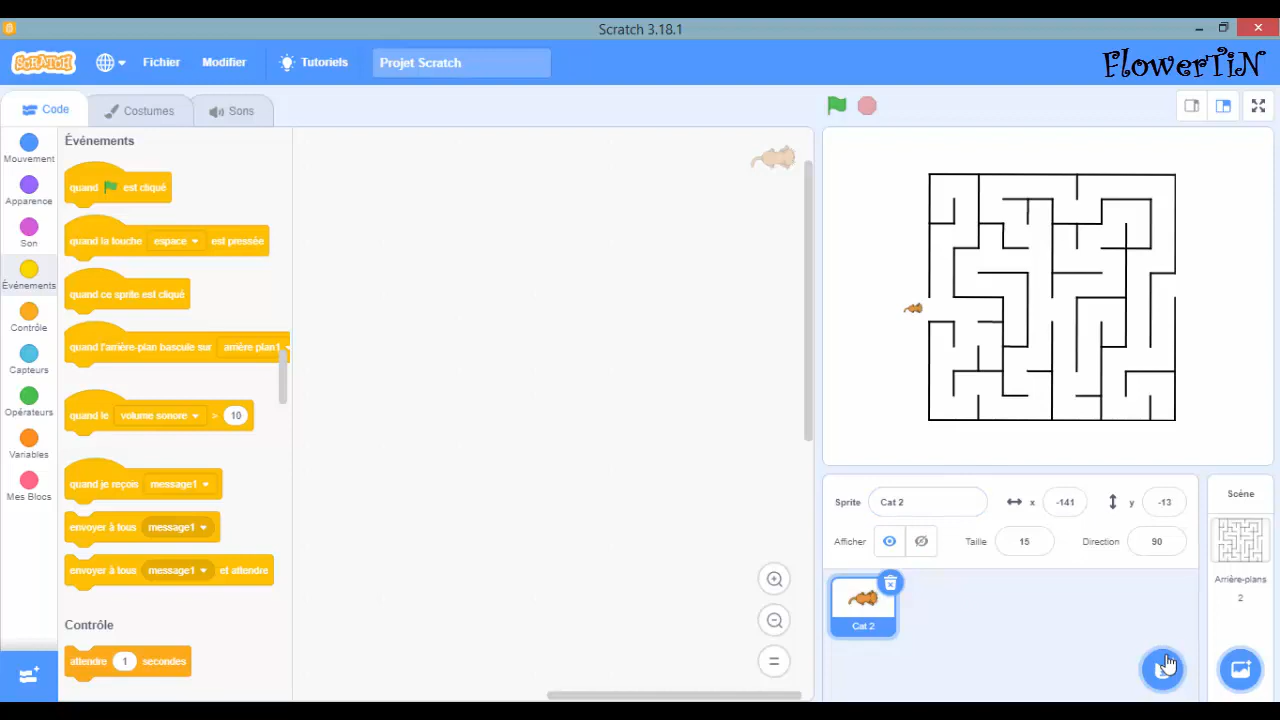 Scratch 3.18.1
SCRATCH
Fichier
Modifier
Tutoriels
Projet Scratch
FlowerTiN
Code
Costumes
Sons
Mouvement
Apparence
Son
Événements
Contrôle
Capteurs
Opérateurs
Variables
Mes Blocs
Événements
quand est cliqué
quand la touche espace est pressée
quand ce sprite est cliqué
quand l'arrière-plan bascule sur arrière plan1
quand le volume sonore > 10
quand je reçois message1
envoyer à tous message1
envoyer à tous message1 et attendre
Contrôle
attendre 1 secondes
Sprite Cat 2 x -141 y -13
Afficher Taille 15 Direction 90
Cat 2
Scène
Arrière-plans
2